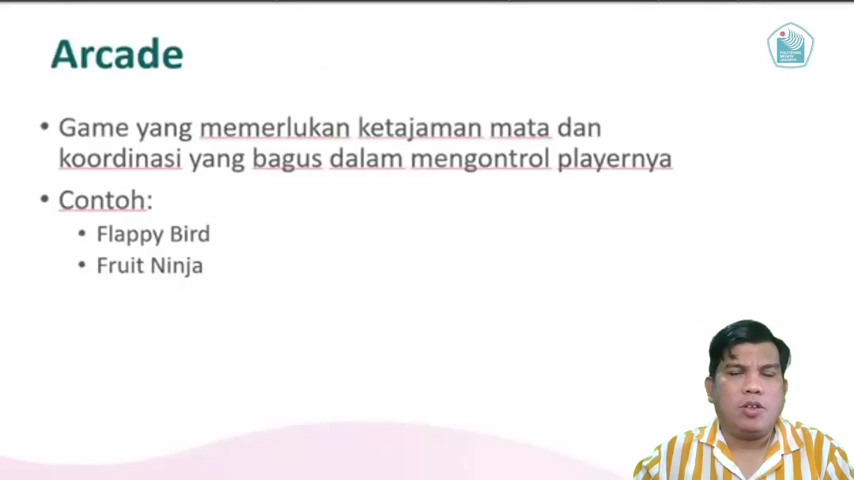 Arcade
• Game yang memerlukan ketajaman mata dan
koordinasi yang bagus dalam mengontrol playernya
• Contoh:
• Flappy Bird
• Fruit Ninja